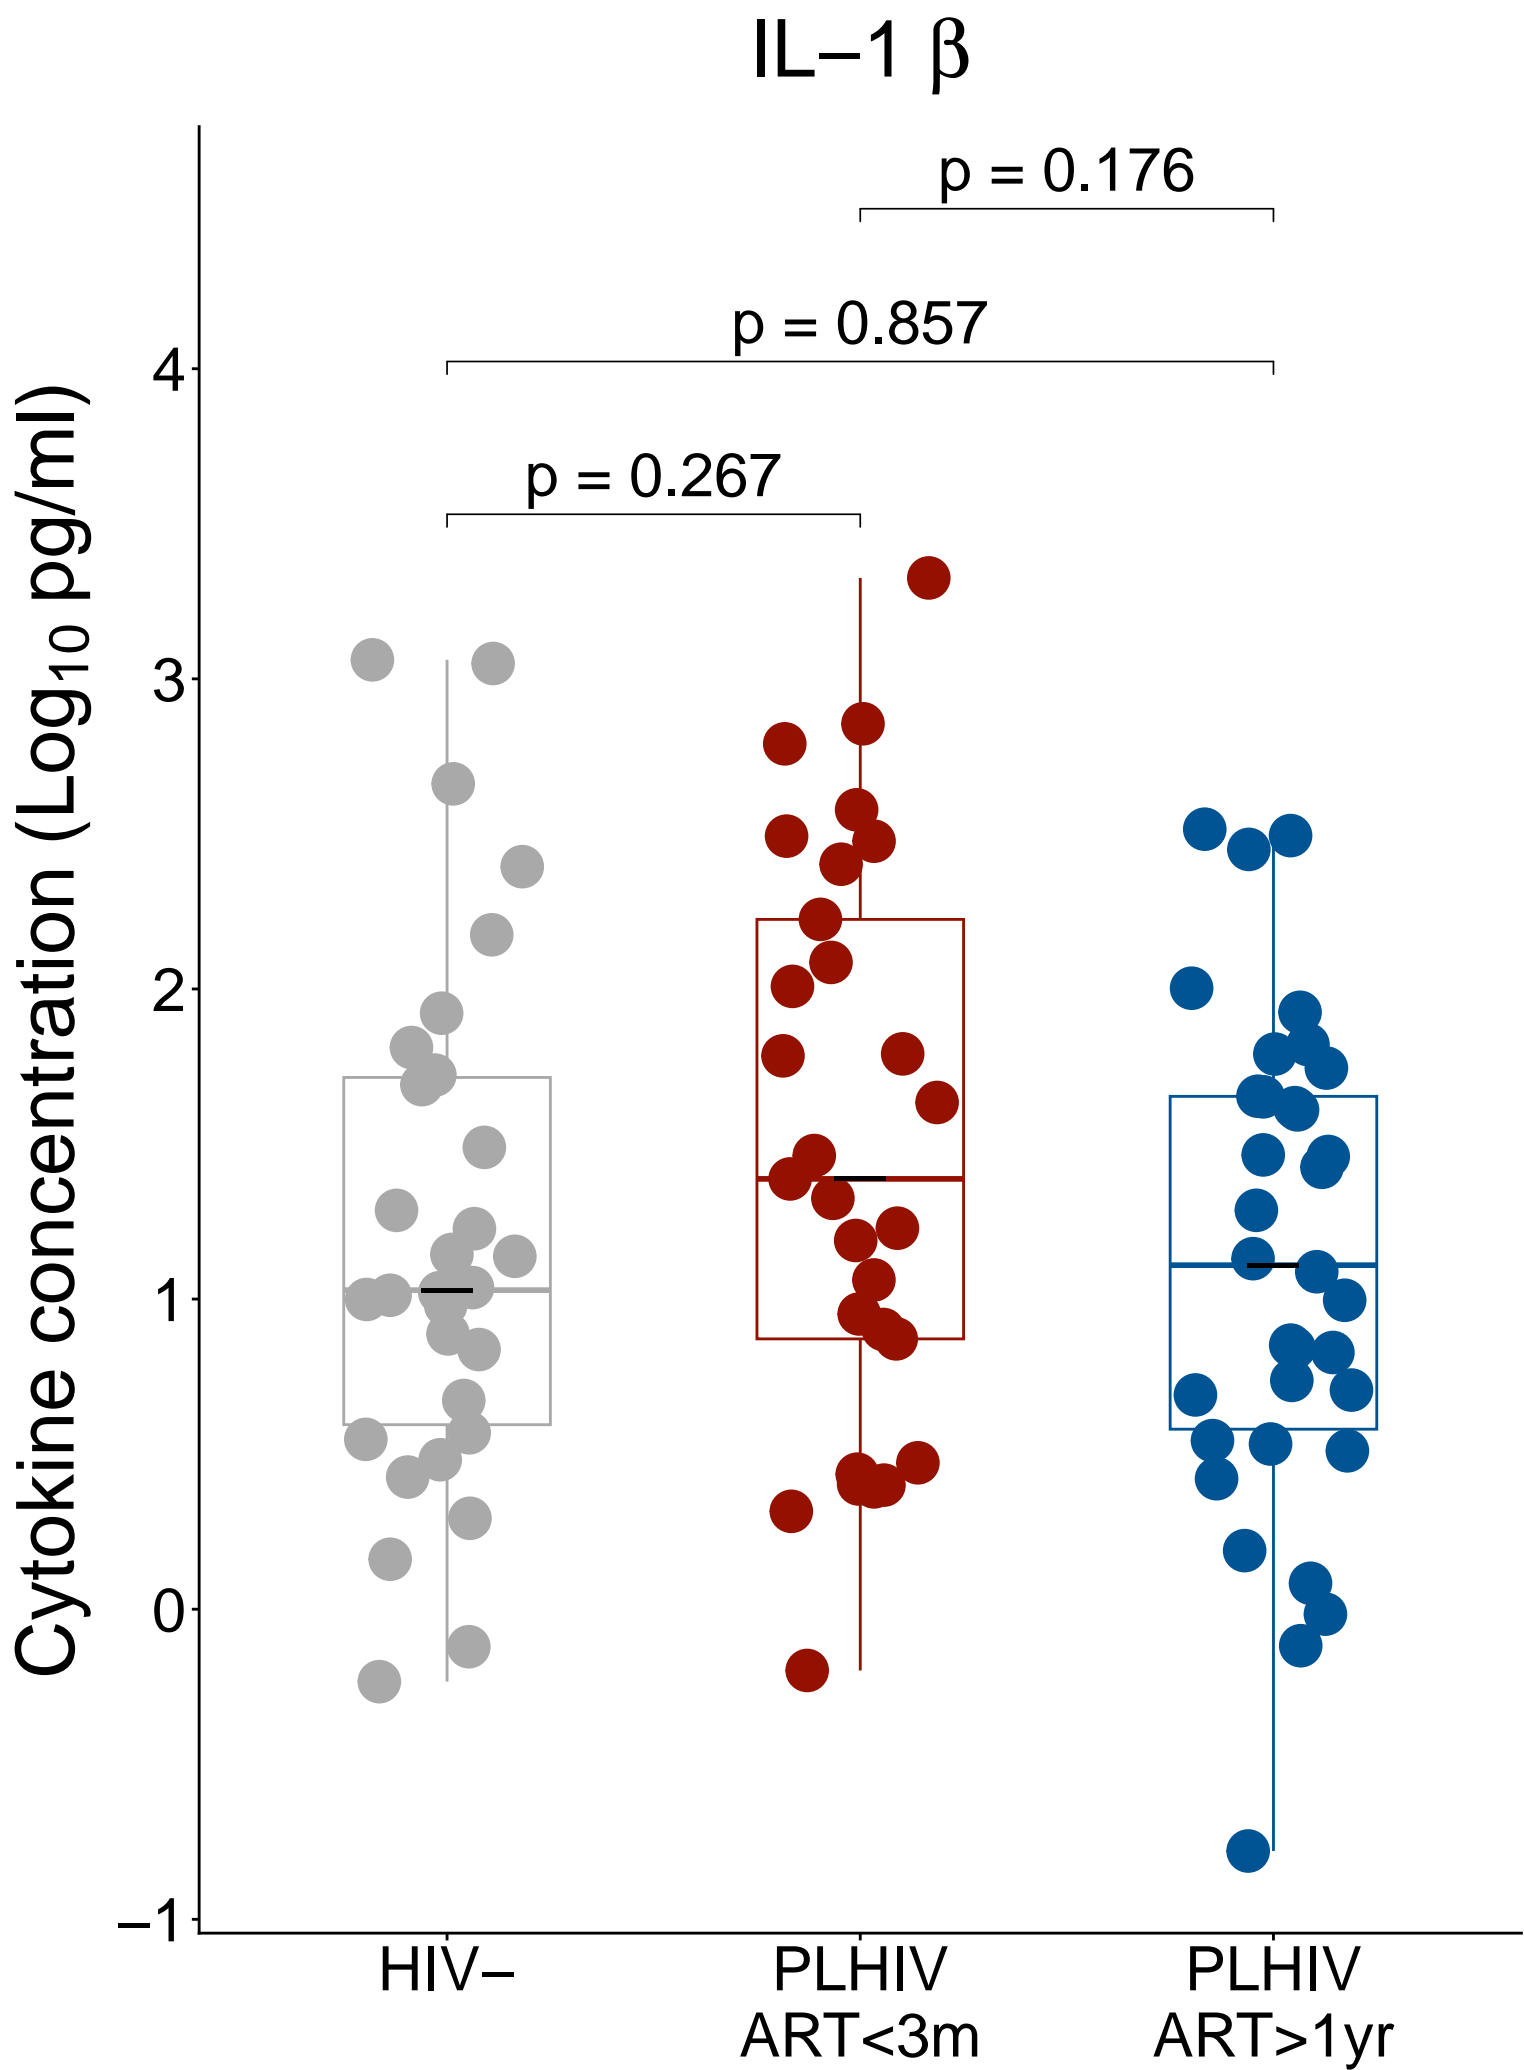 IL–1 β
p = 0.176
p = 0.857
p = 0.267
Cytokine concentration (Log₁₀ pg/ml)
4
3
2
1
0
–1
HIV–
PLHIV
ART<3m
PLHIV
ART>1yr